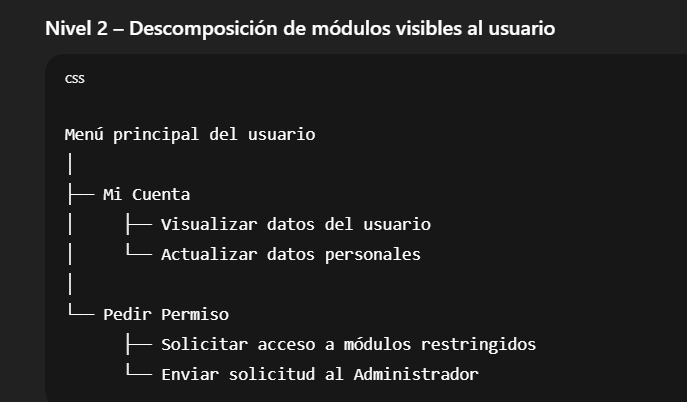 Nivel 2 – Descomposición de módulos visibles al usuario
css
Menú principal del usuario
│
├── Mi Cuenta
│     ├── Visualizar datos del usuario
│     └── Actualizar datos personales
│
└── Pedir Permiso
      ├── Solicitar acceso a módulos restringidos
      └── Enviar solicitud al Administrador